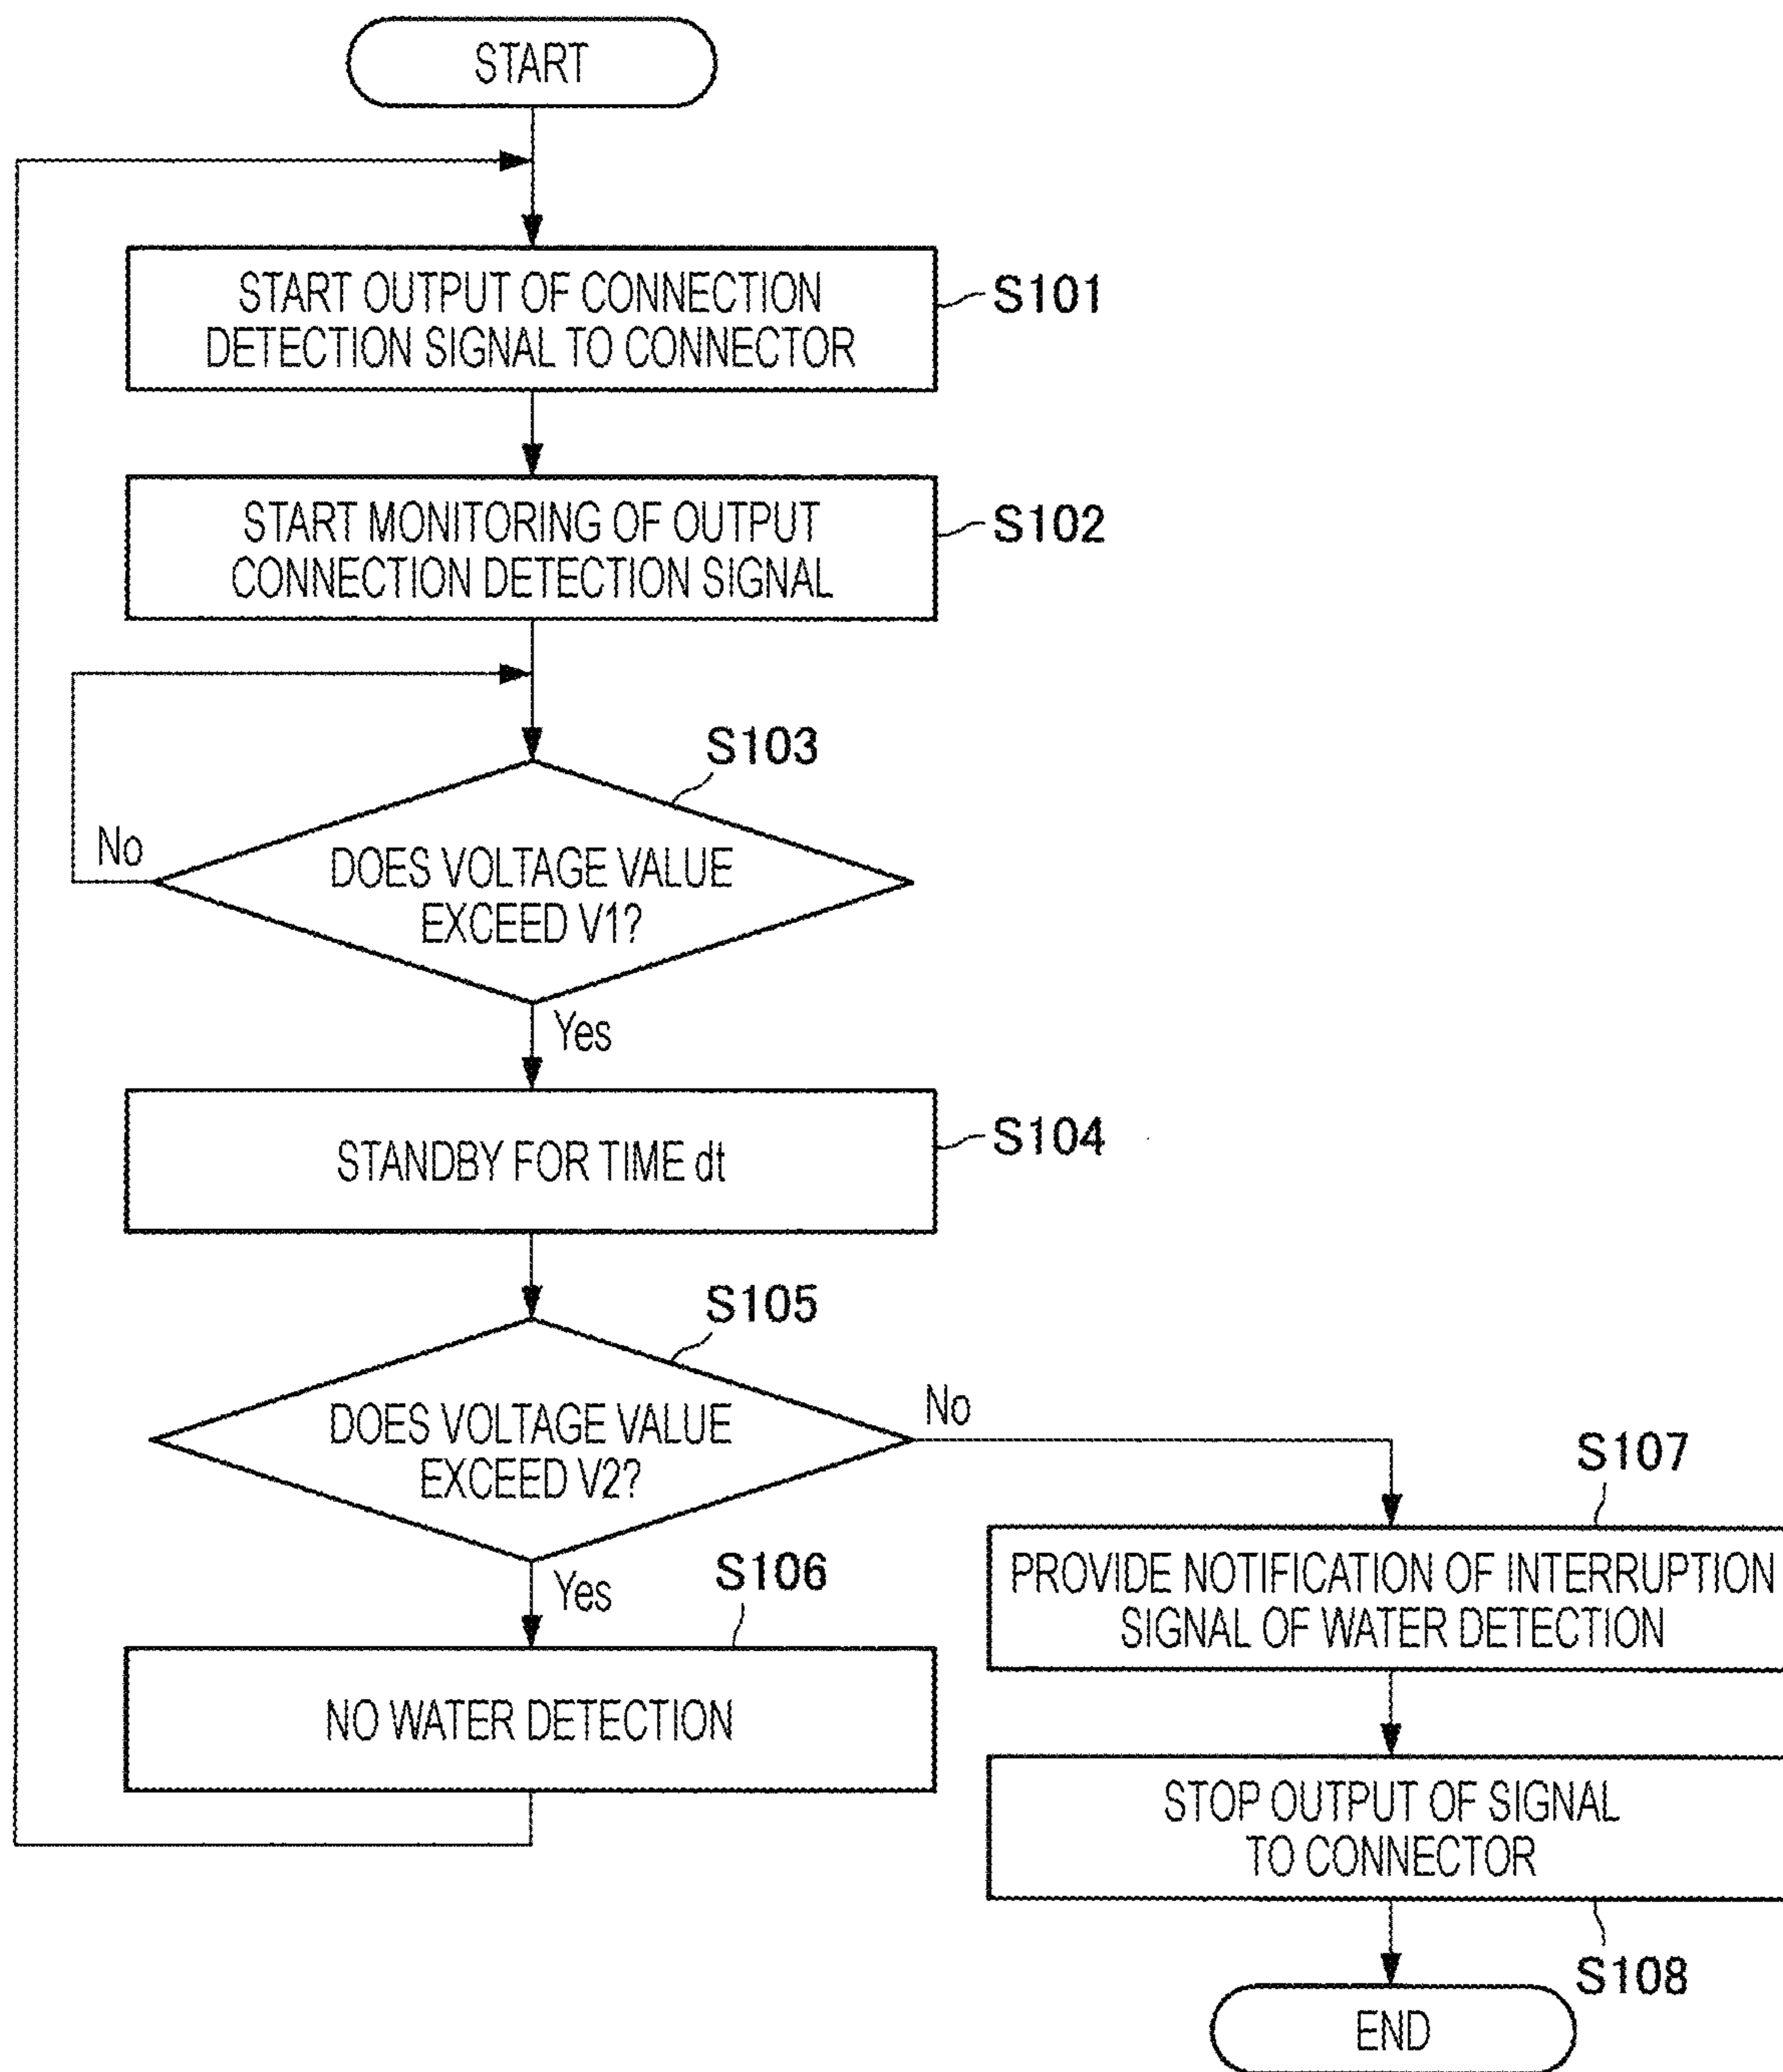 START
START OUTPUT OF CONNECTION
DETECTION SIGNAL TO CONNECTOR
S101
START MONITORING OF OUTPUT
CONNECTION DETECTION SIGNAL
S102
S103
No
DOES VOLTAGE VALUE
EXCEED V1?
Yes
STANDBY FOR TIME dt
S104
S105
DOES VOLTAGE VALUE
EXCEED V2?
No
Yes
S106
NO WATER DETECTION
S107
PROVIDE NOTIFICATION OF INTERRUPTION
SIGNAL OF WATER DETECTION
STOP OUTPUT OF SIGNAL
TO CONNECTOR
S108
END